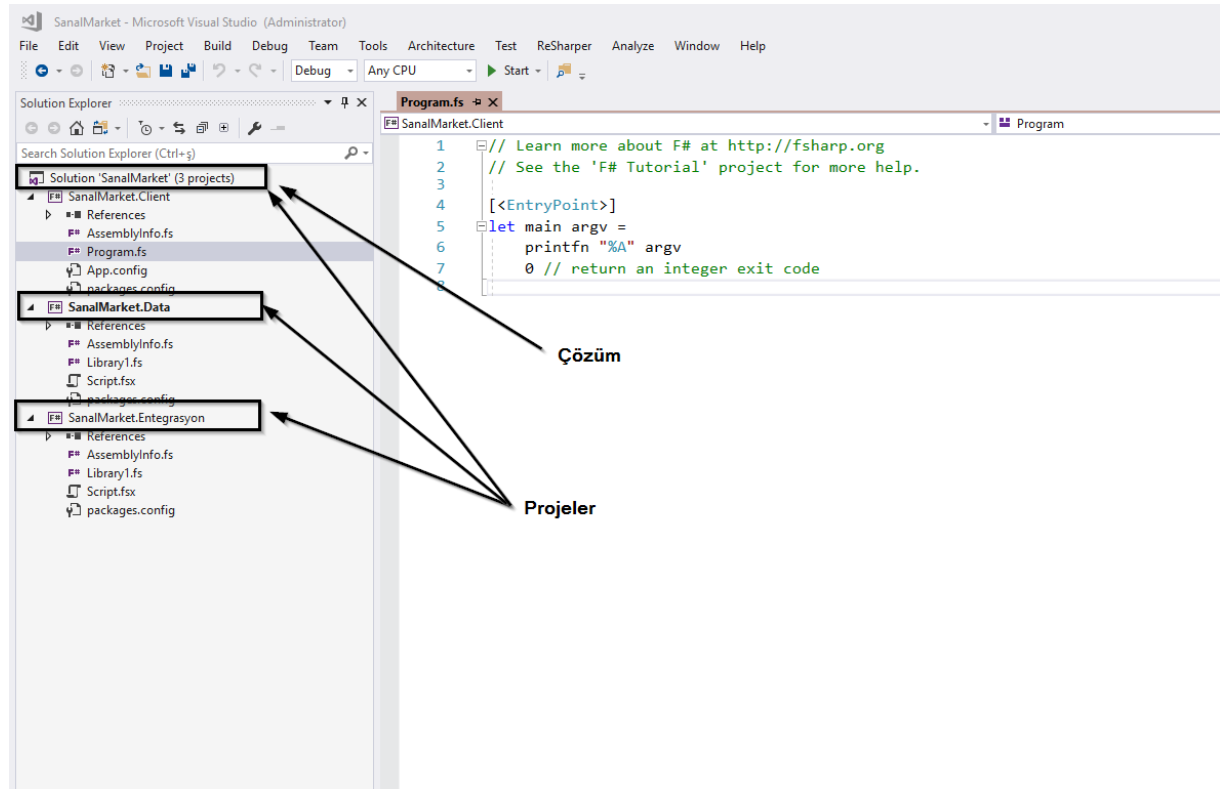 SanalMarket - Microsoft Visual Studio (Administrator)
File Edit View Project Build Debug Team Tools Architecture Test ReSharper Analyze Window Help
Debug Any CPU Start
Solution Explorer
Search Solution Explorer (Ctrl+ş)
Solution 'SanalMarket' (3 projects)
SanalMarket.Client
References
AssemblyInfo.fs
Program.fs
App.config
packages.config
SanalMarket.Data
References
AssemblyInfo.fs
Library1.fs
Script.fsx
packages.config
SanalMarket.Entegrasyon
References
AssemblyInfo.fs
Library1.fs
Script.fsx
packages.config
Program.fs
SanalMarket.Client Program
1 // Learn more about F# at http://fsharp.org
2 // See the 'F# Tutorial' project for more help.
3
4 [<EntryPoint>]
5 let main argv =
6 printfn "%A" argv
7 0 // return an integer exit code
8
Çözüm
Projeler